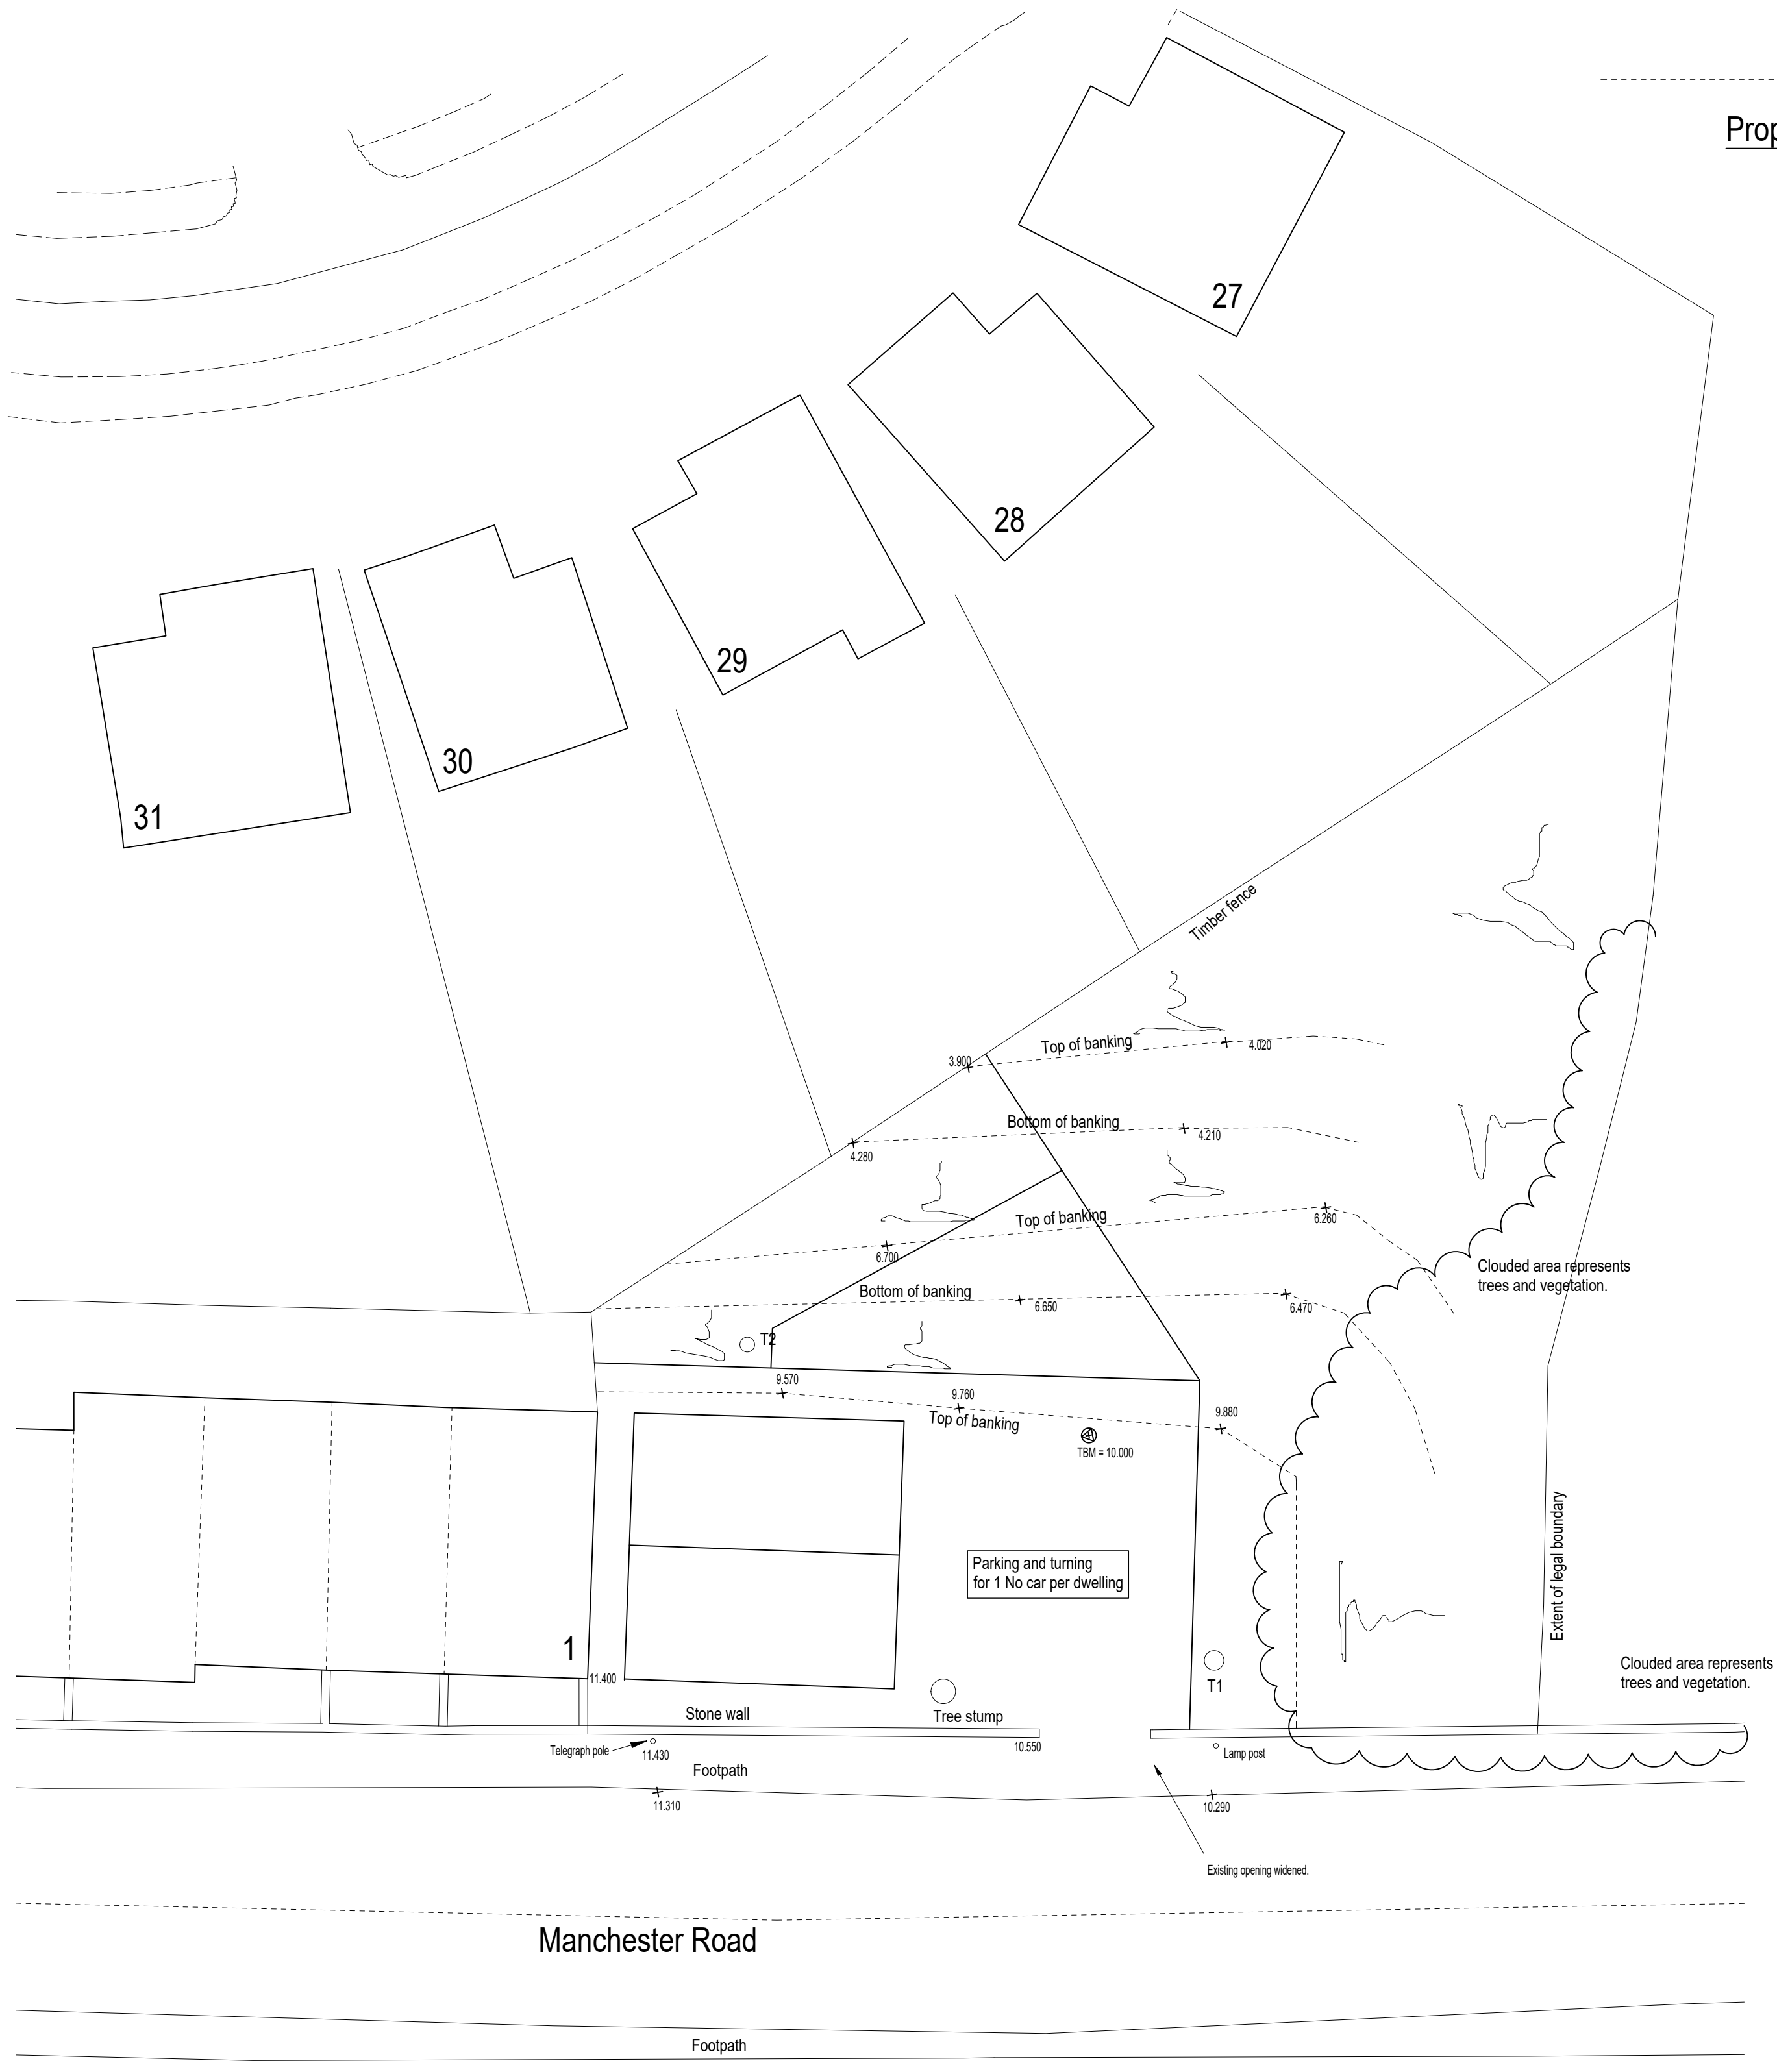 Prop
27
28
29
30
31
Timber fence
3.900
Top of banking
4.020
Bottom of banking
4.280
4.210
Top of banking
6.700
6.260
Bottom of banking
6.650
6.470
Clouded area represents
trees and vegetation.
T2
9.570
9.760
Top of banking
9.880
TBM = 10.000
Extent of legal boundary
Parking and turning
for 1 No car per dwelling
1
11.400
Clouded area represents
trees and vegetation.
T1
Stone wall
Tree stump
Telegraph pole
11.430
10.550
Lamp post
Footpath
11.310
10.290
Existing opening widened.
Manchester Road
Footpath